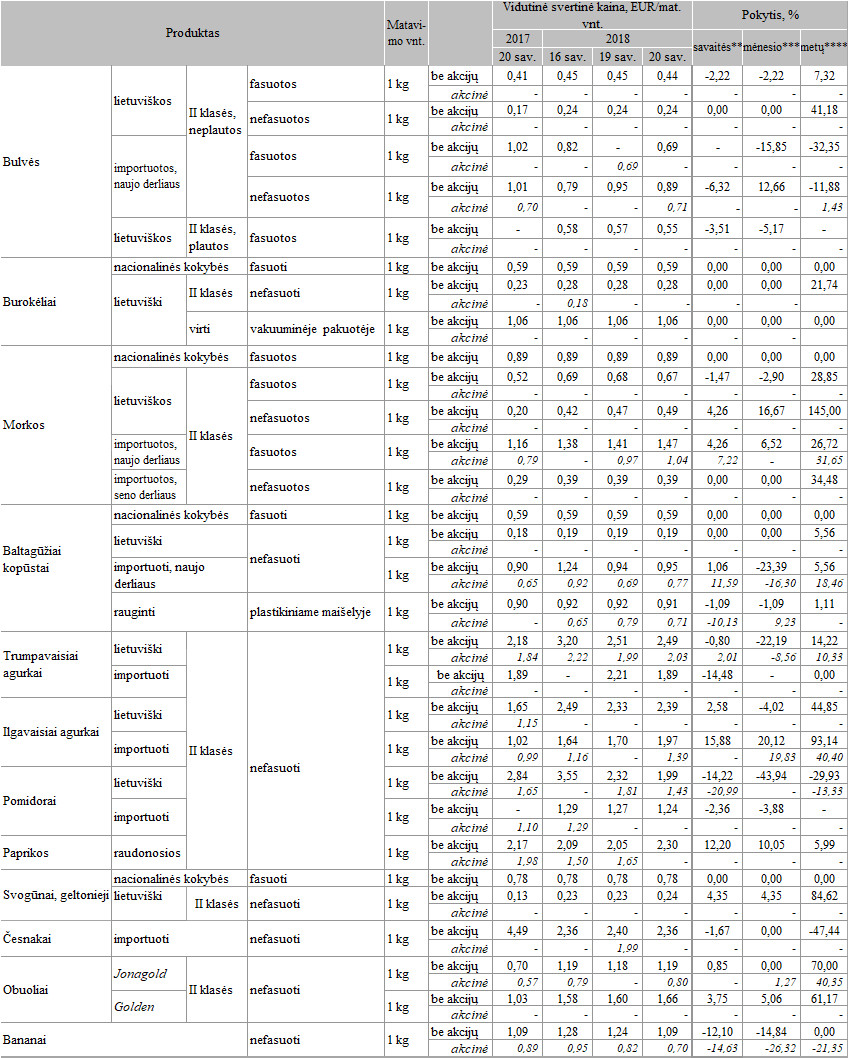 Produktas Matavi-mo vnt. Vidutinė svertinė kaina, EUR/mat. vnt. Pokytis, %
2017 2018 savaitės** mėnesio*** metų****
20 sav. 16 sav. 19 sav. 20 sav.
Bulvės lietuviškos II klasės, neplautos fasuotos 1 kg be akcijų 0,41 0,45 0,45 0,44 -2,22 -2,22 7,32
akcinė - - - - - - -
nefasuotos 1 kg be akcijų 0,17 0,24 0,24 0,24 0,00 0,00 41,18
akcinė - - - - - - -
importuotos, naujo derliaus fasuotos 1 kg be akcijų 1,02 0,82 - 0,69 - -15,85 -32,35
akcinė - - 0,69 - - - -
nefasuotos 1 kg be akcijų 1,01 0,79 0,95 0,89 -6,32 12,66 -11,88
akcinė 0,70 - - 0,71 - - 1,43
lietuviškos II klasės, plautos fasuotos 1 kg be akcijų - 0,58 0,57 0,55 -3,51 -5,17 -
akcinė - - - - - - -
Burokėliai nacionalinės kokybės fasuoti 1 kg be akcijų 0,59 0,59 0,59 0,59 0,00 0,00 0,00
lietuviški II klasės nefasuoti 1 kg be akcijų 0,23 0,28 0,28 0,28 0,00 0,00 21,74
akcinė - 0,18 - - - - -
virti vakuuminėje pakuotėje 1 kg be akcijų 1,06 1,06 1,06 1,06 0,00 0,00 0,00
akcinė - - - - - - -
Morkos nacionalinės kokybės fasuotos 1 kg be akcijų 0,89 0,89 0,89 0,89 0,00 0,00 0,00
lietuviškos II klasės fasuotos 1 kg be akcijų 0,52 0,69 0,68 0,67 -1,47 -2,90 28,85
akcinė - - - - - - -
nefasuotos 1 kg be akcijų 0,20 0,42 0,47 0,49 4,26 16,67 145,00
akcinė - - - - - - -
importuotos, naujo derliaus fasuotos 1 kg be akcijų 1,16 1,38 1,41 1,47 4,26 6,52 26,72
akcinė 0,79 - 0,97 1,04 7,22 - 31,65
importuotos, seno derliaus nefasuotos 1 kg be akcijų 0,29 0,39 0,39 0,39 0,00 0,00 34,48
akcinė - - - - - - -
Baltagūžiai kopūstai nacionalinės kokybės fasuoti 1 kg be akcijų 0,59 0,59 0,59 0,59 0,00 0,00 0,00
lietuviški nefasuoti 1 kg be akcijų 0,18 0,19 0,19 0,19 0,00 0,00 5,56
akcinė - - - - - - -
importuoti, naujo derliaus 1 kg be akcijų 0,90 1,24 0,94 0,95 1,06 -23,39 5,56
akcinė 0,65 0,92 0,69 0,77 11,59 -16,30 18,46
rauginti plastikiniame maišelyje 1 kg be akcijų 0,90 0,92 0,92 0,91 -1,09 -1,09 1,11
akcinė - 0,65 0,79 0,71 -10,13 9,23 -
Trumpavaisiai agurkai lietuviški II klasės nefasuoti 1 kg be akcijų 2,18 3,20 2,51 2,49 -0,80 -22,19 14,22
akcinė 1,84 2,22 1,99 2,03 2,01 -8,56 10,33
importuoti 1 kg be akcijų 1,89 - 2,21 1,89 -14,48 - 0,00
akcinė - - - - - - -
Ilgavaisiai agurkai lietuviški 1 kg be akcijų 1,65 2,49 2,33 2,39 2,58 -4,02 44,85
akcinė 1,15 - - - - - -
importuoti 1 kg be akcijų 1,02 1,64 1,70 1,97 15,88 20,12 93,14
akcinė 0,99 1,16 - 1,39 - 19,83 40,40
Pomidorai lietuviški 1 kg be akcijų 2,84 3,55 2,32 1,99 -14,22 -43,94 -29,93
akcinė 1,65 - 1,81 1,43 -20,99 - -13,33
importuoti 1 kg be akcijų - 1,29 1,27 1,24 -2,36 -3,88 -
akcinė 1,10 1,29 - - - - -
Paprikos raudonosios 1 kg be akcijų 2,17 2,09 2,05 2,30 12,20 10,05 5,99
akcinė 1,98 1,50 1,65 - - - -
Svogūnai, geltonieji nacionalinės kokybės fasuoti 1 kg be akcijų 0,78 0,78 0,78 0,78 0,00 0,00 0,00
lietuviški II klasės nefasuoti 1 kg be akcijų 0,13 0,23 0,23 0,24 4,35 4,35 84,62
akcinė - - - - - - -
Česnakai importuoti nefasuoti 1 kg be akcijų 4,49 2,36 2,40 2,36 -1,67 0,00 -47,44
akcinė - - 1,99 - - - -
Obuoliai Jonagold II klasės nefasuoti 1 kg be akcijų 0,70 1,19 1,18 1,19 0,85 0,00 70,00
akcinė 0,57 0,79 - 0,80 - 1,27 40,35
Golden 1 kg be akcijų 1,03 1,58 1,60 1,66 3,75 5,06 61,17
akcinė - - - - - - -
Bananai nefasuoti 1 kg be akcijų 1,09 1,28 1,24 1,09 -12,10 -14,84 0,00
akcinė 0,89 0,95 0,82 0,70 -14,63 -26,32 -21,35